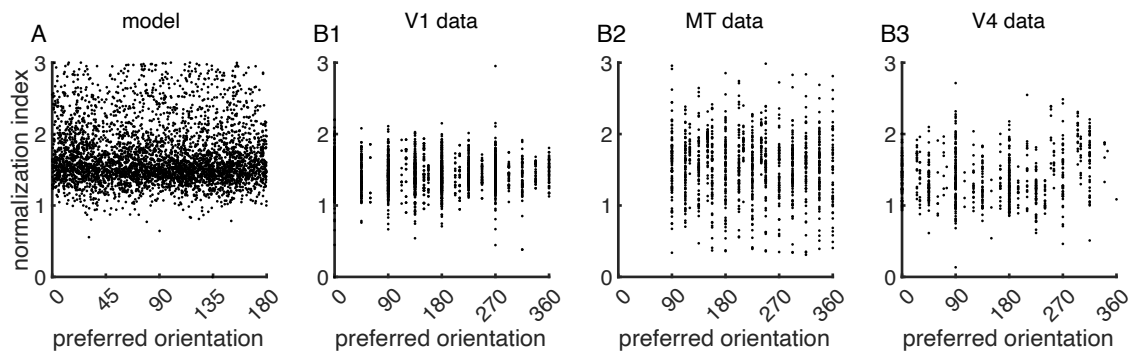 A
model
B1
V1 data
B2
MT data
B3
V4 data
normalization index
3
2
1
0
0
45
90
135
180
preferred orientation
3
2
1
0
0
90
180
270
360
preferred orientation
3
2
1
0
0
90
180
270
360
preferred orientation
3
2
1
0
0
90
180
270
360
preferred orientation